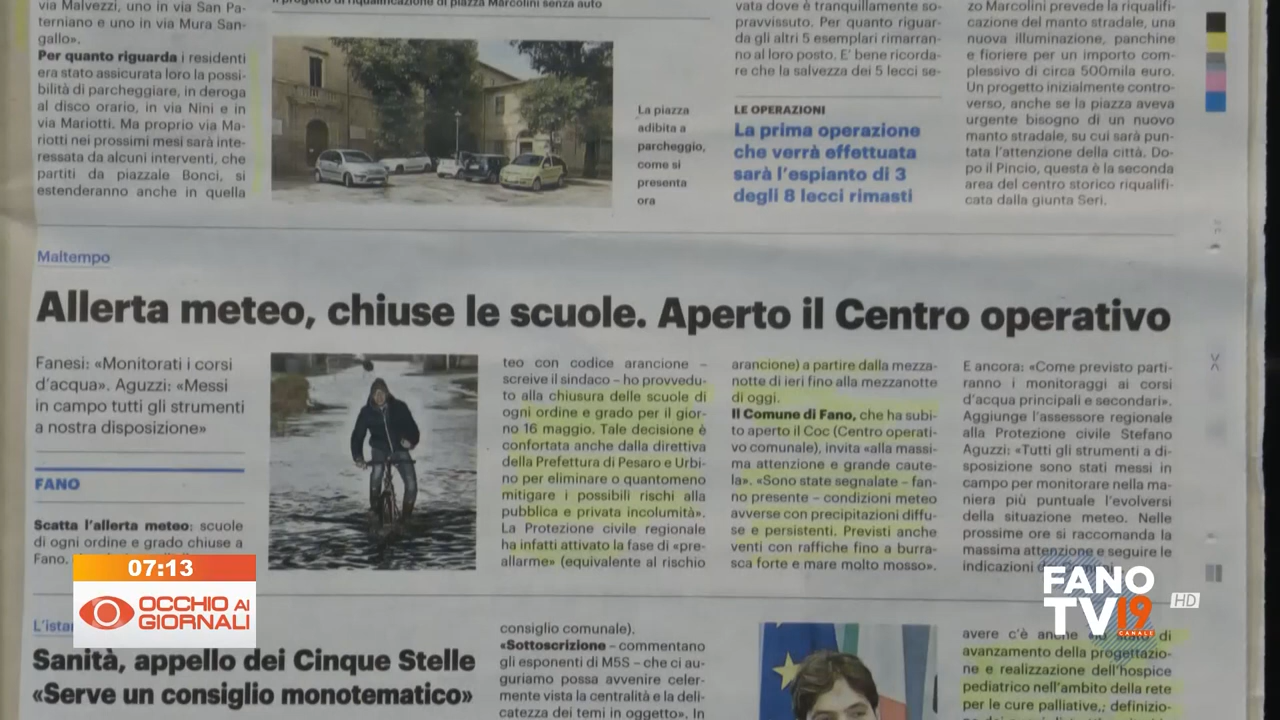 via Malvezzi, uno in via San Pa-
terniano e uno in via Mura San-
gallo».
Per quanto riguarda i residenti
era stato assicurata loro la possi-
bilità di parcheggiare, in deroga
al disco orario, in via Nini e in
via Mariotti. Ma proprio via Ma-
riotti nei prossimi mesi sarà inte-
ressata da alcuni interventi, che
partiti da piazzale Bonci, si
estenderanno anche in quella
Il progetto di riqualificazione di piazza Marcolini senza auto
La piazza
adibita a
parcheggio,
come si
presenta
ora
vata dove è tranquillamente so-
pravvissuto. Per quanto riguar-
da gli altri 5 esemplari rimarran-
no al loro posto. E' bene ricorda-
re che la salvezza dei 5 lecci se-
LE OPERAZIONI
La prima operazione
che verrà effettuata
sarà l'espianto di 3
degli 8 lecci rimasti
zo Marcolini prevede la riqualifi-
cazione del manto stradale, una
nuova illuminazione, panchine
e fioriere per un importo com-
plessivo di circa 500mila euro.
Un progetto inizialmente contro-
verso, anche se la piazza aveva
urgente bisogno di un nuovo
manto stradale, su cui sarà pun-
tata l'attenzione della città. Do-
po il Pincio, questa è la seconda
area del centro storico riqualifi-
cata dalla giunta Seri.
Maltempo
Allerta meteo, chiuse le scuole. Aperto il Centro operativo
Fanesi: «Monitorati i corsi
d'acqua». Aguzzi: «Messi
in campo tutti gli strumenti
a nostra disposizione»
FANO
Scatta l'allerta meteo: scuole
di ogni ordine e grado chiuse a
Fano.
teo con codice arancione –
screive il sindaco – ho provvedu-
to alla chiusura delle scuole di
ogni ordine e grado per il gior-
no 16 maggio. Tale decisione è
confortata anche dalla direttiva
della Prefettura di Pesaro e Urbi-
no per eliminare o quantomeno
mitigare i possibili rischi alla
pubblica e privata incolumità».
La Protezione civile regionale
ha infatti attivato la fase di «pre-
allarme» (equivalente al rischio
arancione) a partire dalla mezza-
notte di ieri fino alla mezzanotte
di oggi.
Il Comune di Fano, che ha subi-
to aperto il Coc (Centro operati-
vo comunale), invita «alla massi-
ma attenzione e grande caute-
la». «Sono state segnalate – fan-
no presente – condizioni meteo
avverse con precipitazioni diffu-
se e persistenti. Previsti anche
venti con raffiche fino a burra-
sca forte e mare molto mosso».
E ancora: «Come previsto parti-
ranno i monitoraggi ai corsi
d'acqua principali e secondari».
Aggiunge l'assessore regionale
alla Protezione civile Stefano
Aguzzi: «Tutti gli strumenti a di-
sposizione sono stati messi in
campo per monitorare nella ma-
niera più puntuale l'evolversi
della situazione meteo. Nelle
prossime ore si raccomanda la
massima attenzione e seguire le
indicazioni
07:13
OCCHIO AI
GIORNALI
FANO
TV19
CANALE
HD
L'istan
Sanità, appello dei Cinque Stelle
«Serve un consiglio monotematico»
consiglio comunale).
«Sottoscrizione – commentano
gli esponenti di M5S – che ci au-
guriamo possa avvenire celer-
mente vista la centralità e la deli-
catezza dei temi in oggetto». In
avere c'è anche «lo stato di
avanzamento della progettazio-
ne e realizzazione dell'hospice
pediatrico nell'ambito della rete
per le cure palliative,; definizio-